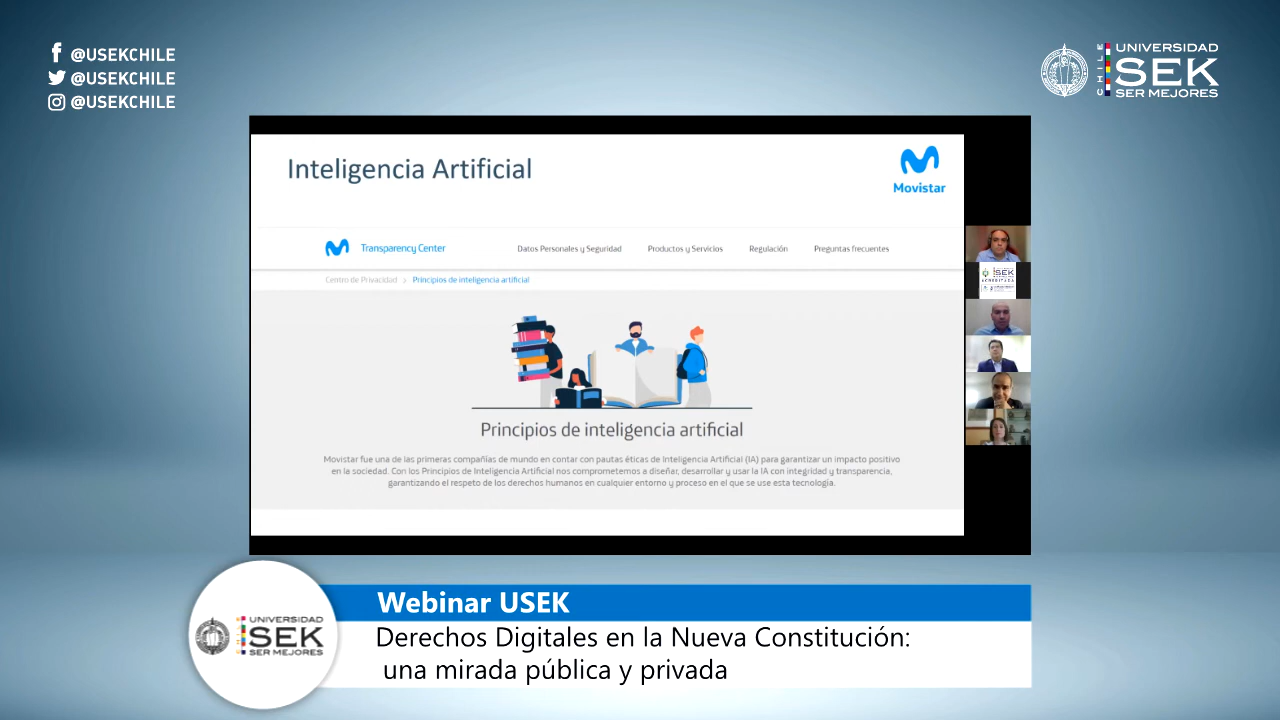 @USEKCHILE
@USEKCHILE
@USEKCHILE
CHILE
UNIVERSIDAD
SEK
SER MEJORES
Inteligencia Artificial
Movistar
Transparency Center
Datos Personales y Seguridad
Productos y Servicios
Regulación
Preguntas frecuentes
Centro de Privacidad > Principios de inteligencia artificial
Principios de inteligencia artificial
Movistar fue una de las primeras compañías de mundo en contar con pautas éticas de Inteligencia Artificial (IA) para garantizar un impacto positivo
en la sociedad. Con los Principios de Inteligencia Artificial nos comprometemos a diseñar, desarrollar y usar la IA con integridad y transparencia,
garantizando el respeto de los derechos humanos en cualquier entorno y proceso en el que se use esta tecnología.
SEK
ACREDITADA
UNIVERSIDAD
SEK
SER MEJORES
Webinar USEK
Derechos Digitales en la Nueva Constitución:
una mirada pública y privada